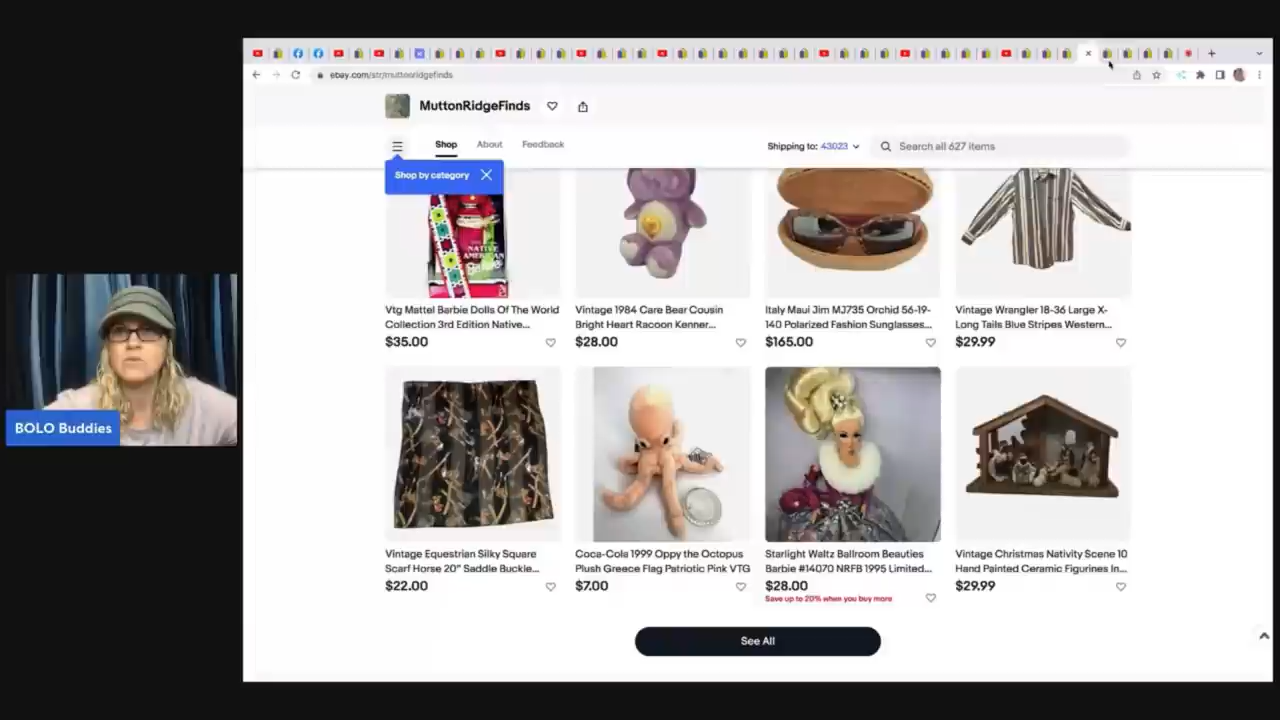 ebay.com/str/muttonridgefinds
MuttonRidgeFinds
Shop About Feedback Shipping to: 43023 Search all 627 items
Shop by category
NATIVE
AMERICAN
Vtg Mattel Barbie Dolls Of The World
Collection 3rd Edition Native...
$35.00
Vintage 1984 Care Bear Cousin
Bright Heart Racoon Kenner...
$28.00
Italy Maui Jim MJ735 Orchid 56-19-
140 Polarized Fashion Sunglasses...
$165.00
Vintage Wrangler 18-36 Large X-
Long Tails Blue Stripes Western...
$29.99
BOLO Buddies
Vintage Equestrian Silky Square
Scarf Horse 20" Saddle Buckle...
$22.00
Coca-Cola 1999 Oppy the Octopus
Plush Greece Flag Patriotic Pink VTG
$7.00
Starlight Waltz Ballroom Beauties
Barbie #14070 NRFB 1995 Limited...
$28.00
Save up to 20% when you buy more
Vintage Christmas Nativity Scene 10
Hand Painted Ceramic Figurines In...
$29.99
See All